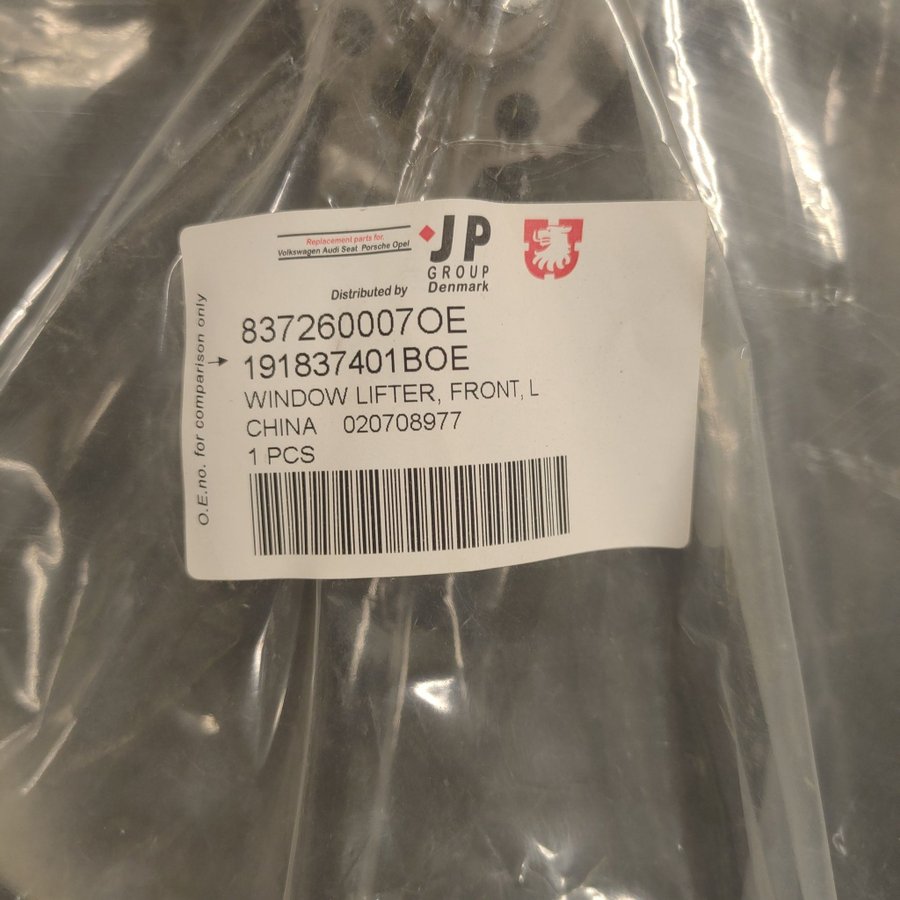 Replacement parts for.
Volkswagen Audi Seat Porsche Opel
JP
GROUP
Denmark
Distributed by
837260007OE
191837401BOE
WINDOW LIFTER, FRONT, L
CHINA 020708977
1 PCS
O.E.no. for comparison only